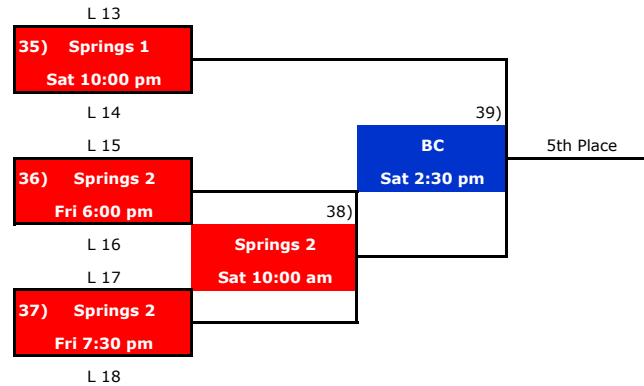 L 13
35) Springs 1
Sat 10:00 pm
L 14
39)
L 15
BC
5th Place
36) Springs 2
Sat 2:30 pm
Fri 6:00 pm
38)
L 16
Springs 2
L 17
Sat 10:00 am
37) Springs 2
Fri 7:30 pm
L 18